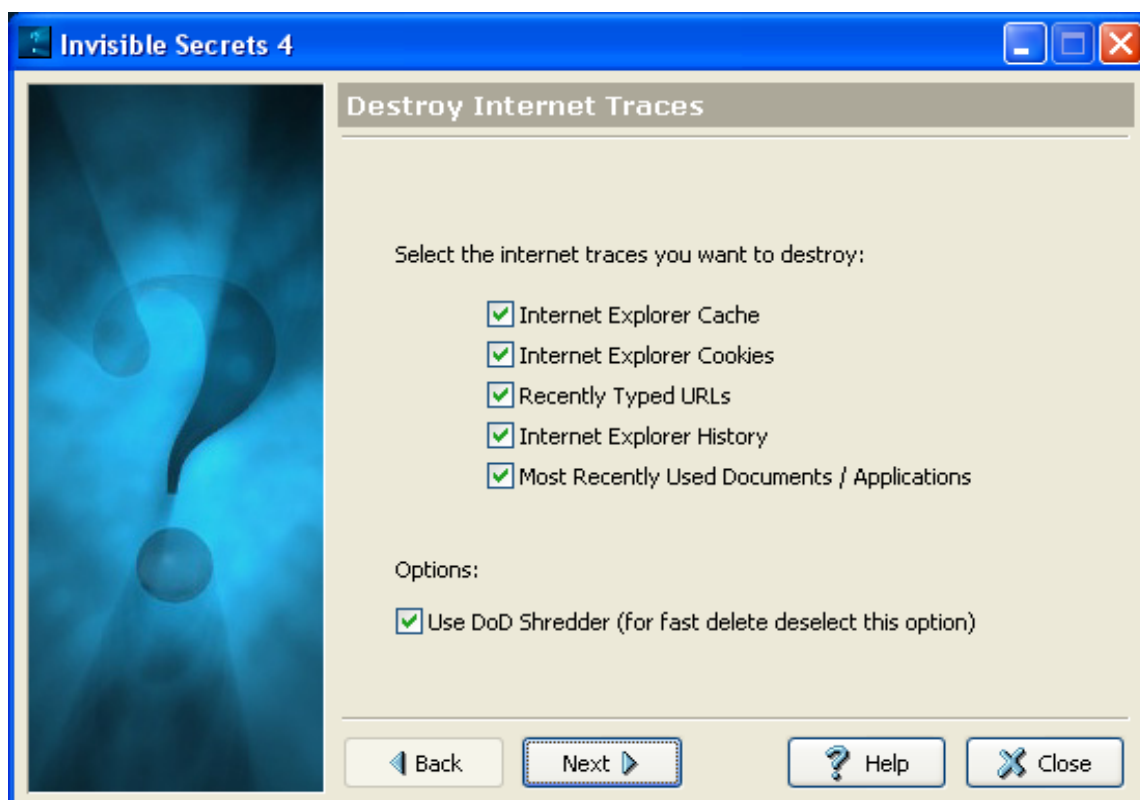 Invisible Secrets 4
Destroy Internet Traces
Select the internet traces you want to destroy:
Internet Explorer Cache
Internet Explorer Cookies
Recently Typed URLs
Internet Explorer History
Most Recently Used Documents / Applications
Options:
Use DoD Shredder (for fast delete deselect this option)
Back Next Help Close